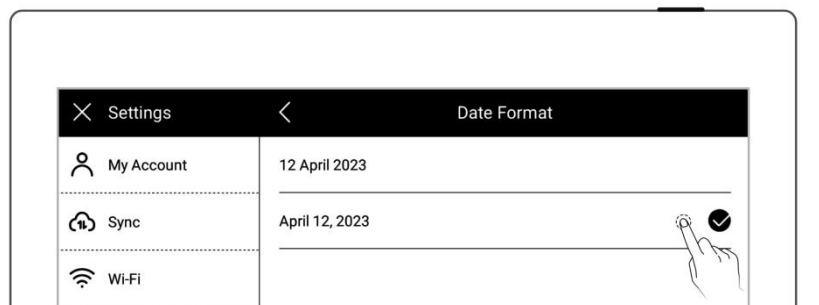 Settings
Date Format
My Account
12 April 2023
Sync
April 12, 2023
Wi-Fi